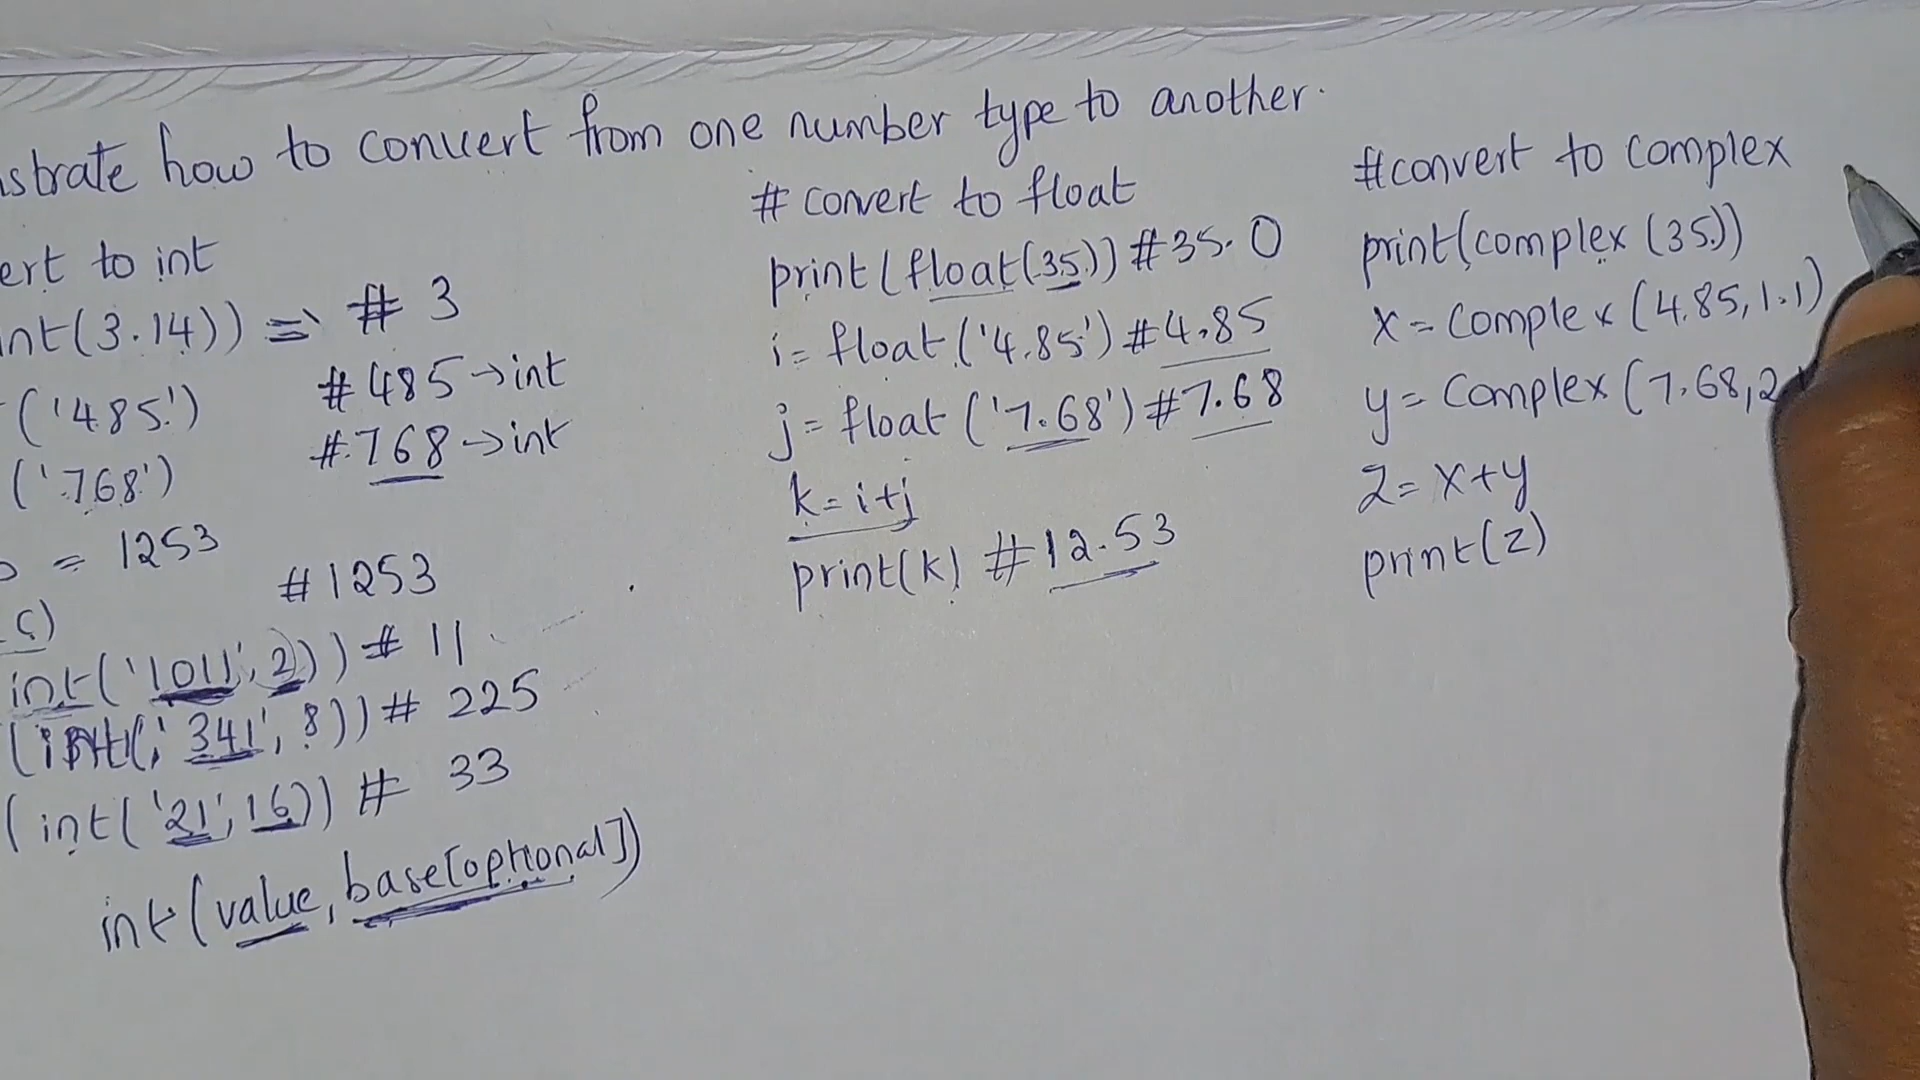 strate how to convert from one number type to another.
ert to int
int(3.14)) => # 3
('485') #485→int
('768') #768→int
= 1253
c) #1253
int('1011', 2)) # 11
(int('341', 8)) # 225
(int('21', 16)) # 33
int(value, base[optional])
# convert to float
print(float(35)) #35.0
i= float('4.85') #4.85
j= float('7.68') #7.68
k=i+j
print(k) #12.53
#convert to complex
print(complex(35))
x= complex(4.85,1.1)
y= complex(7.68,2
z= x+y
print(z)